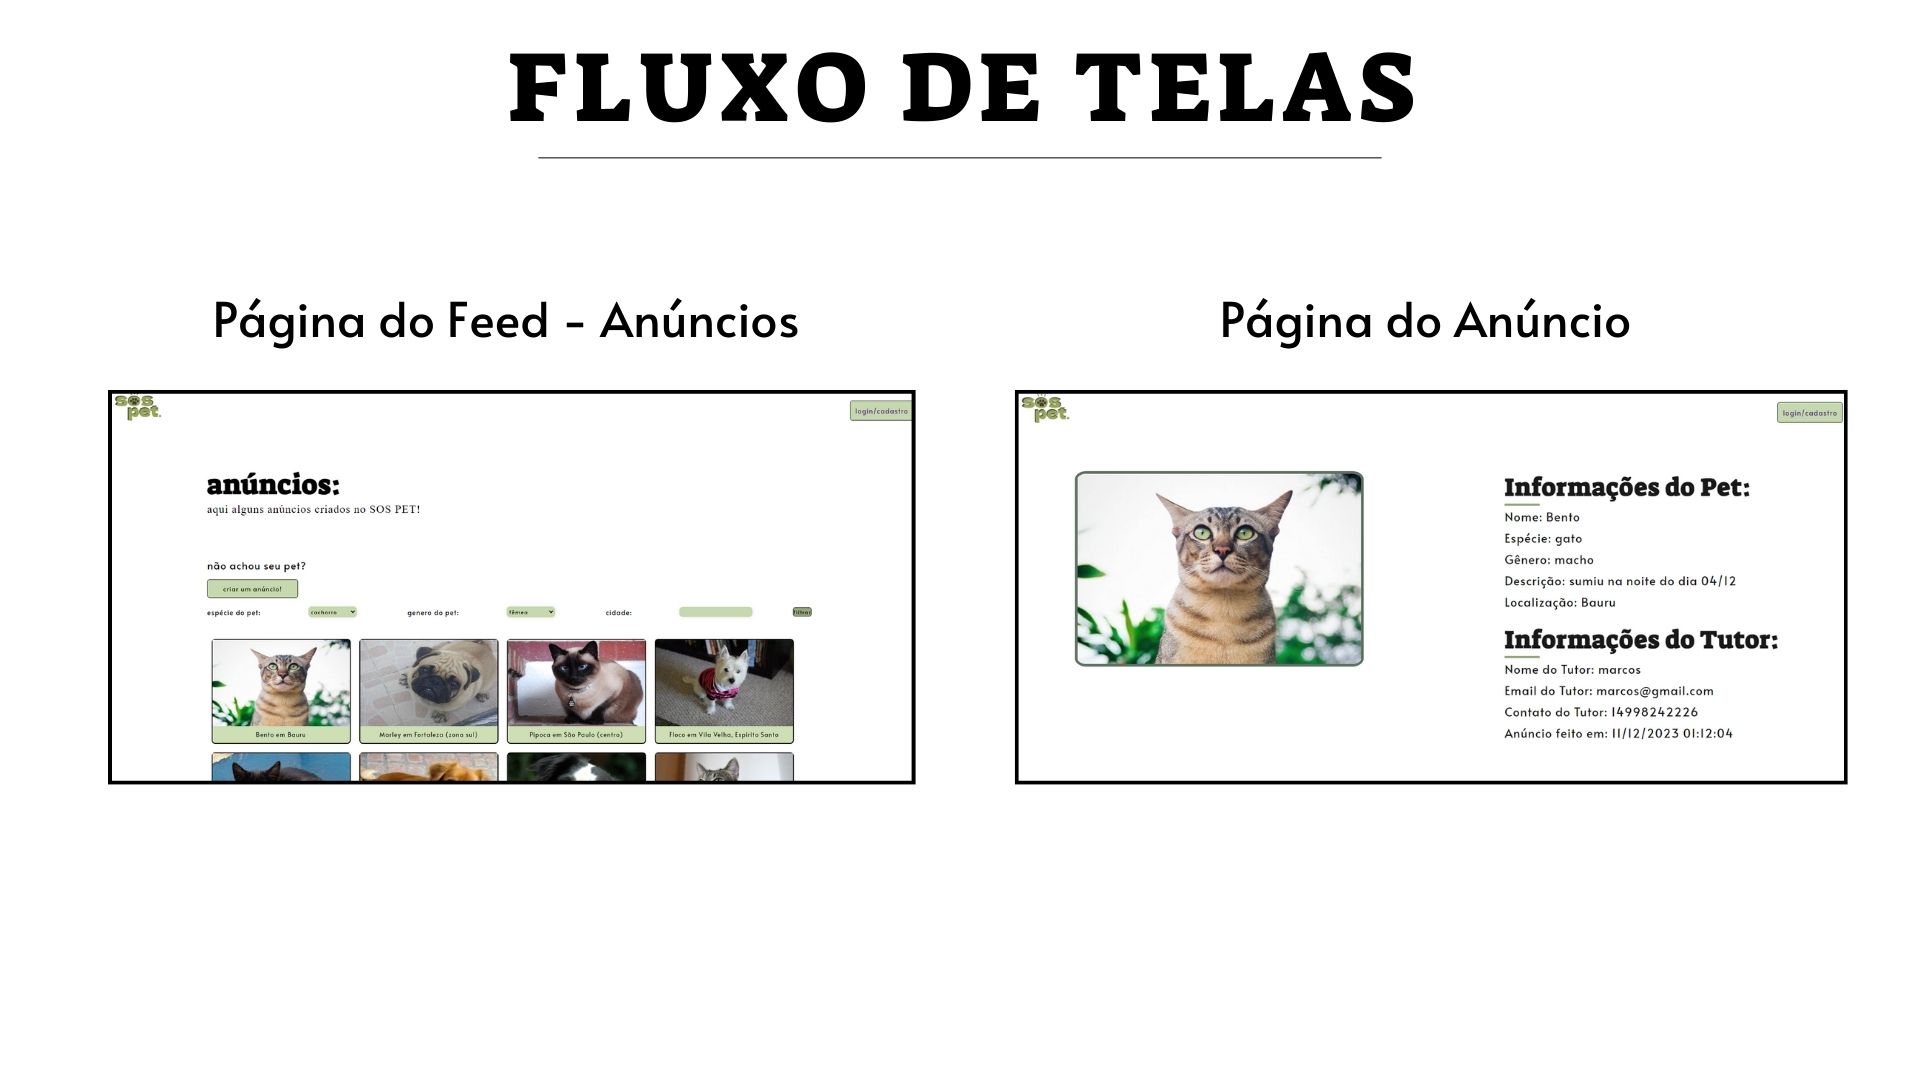 FLUXO DE TELAS
Página do Feed - Anúncios
sos
pet.
login/cadastro
anúncios:
aqui alguns anúncios criados no SOS PET!
não achou seu pet?
criar um anúncio!
espécie do pet:
cachorro
genero do pet:
fêmea
cidade:
filtrar
Bento em Bauru
Marley em Fortaleza (zona sul)
Pipoca em São Paulo (centro)
Floco em Vila Velha, Espírito Santo
Página do Anúncio
sos
pet.
login/cadastro
Informações do Pet:
Nome: Bento
Espécie: gato
Gênero: macho
Descrição: sumiu na noite do dia 04/12
Localização: Bauru
Informações do Tutor:
Nome do Tutor: marcos
Email do Tutor: marcos@gmail.com
Contato do Tutor: 14998242226
Anúncio feito em: 11/12/2023 01:12:04